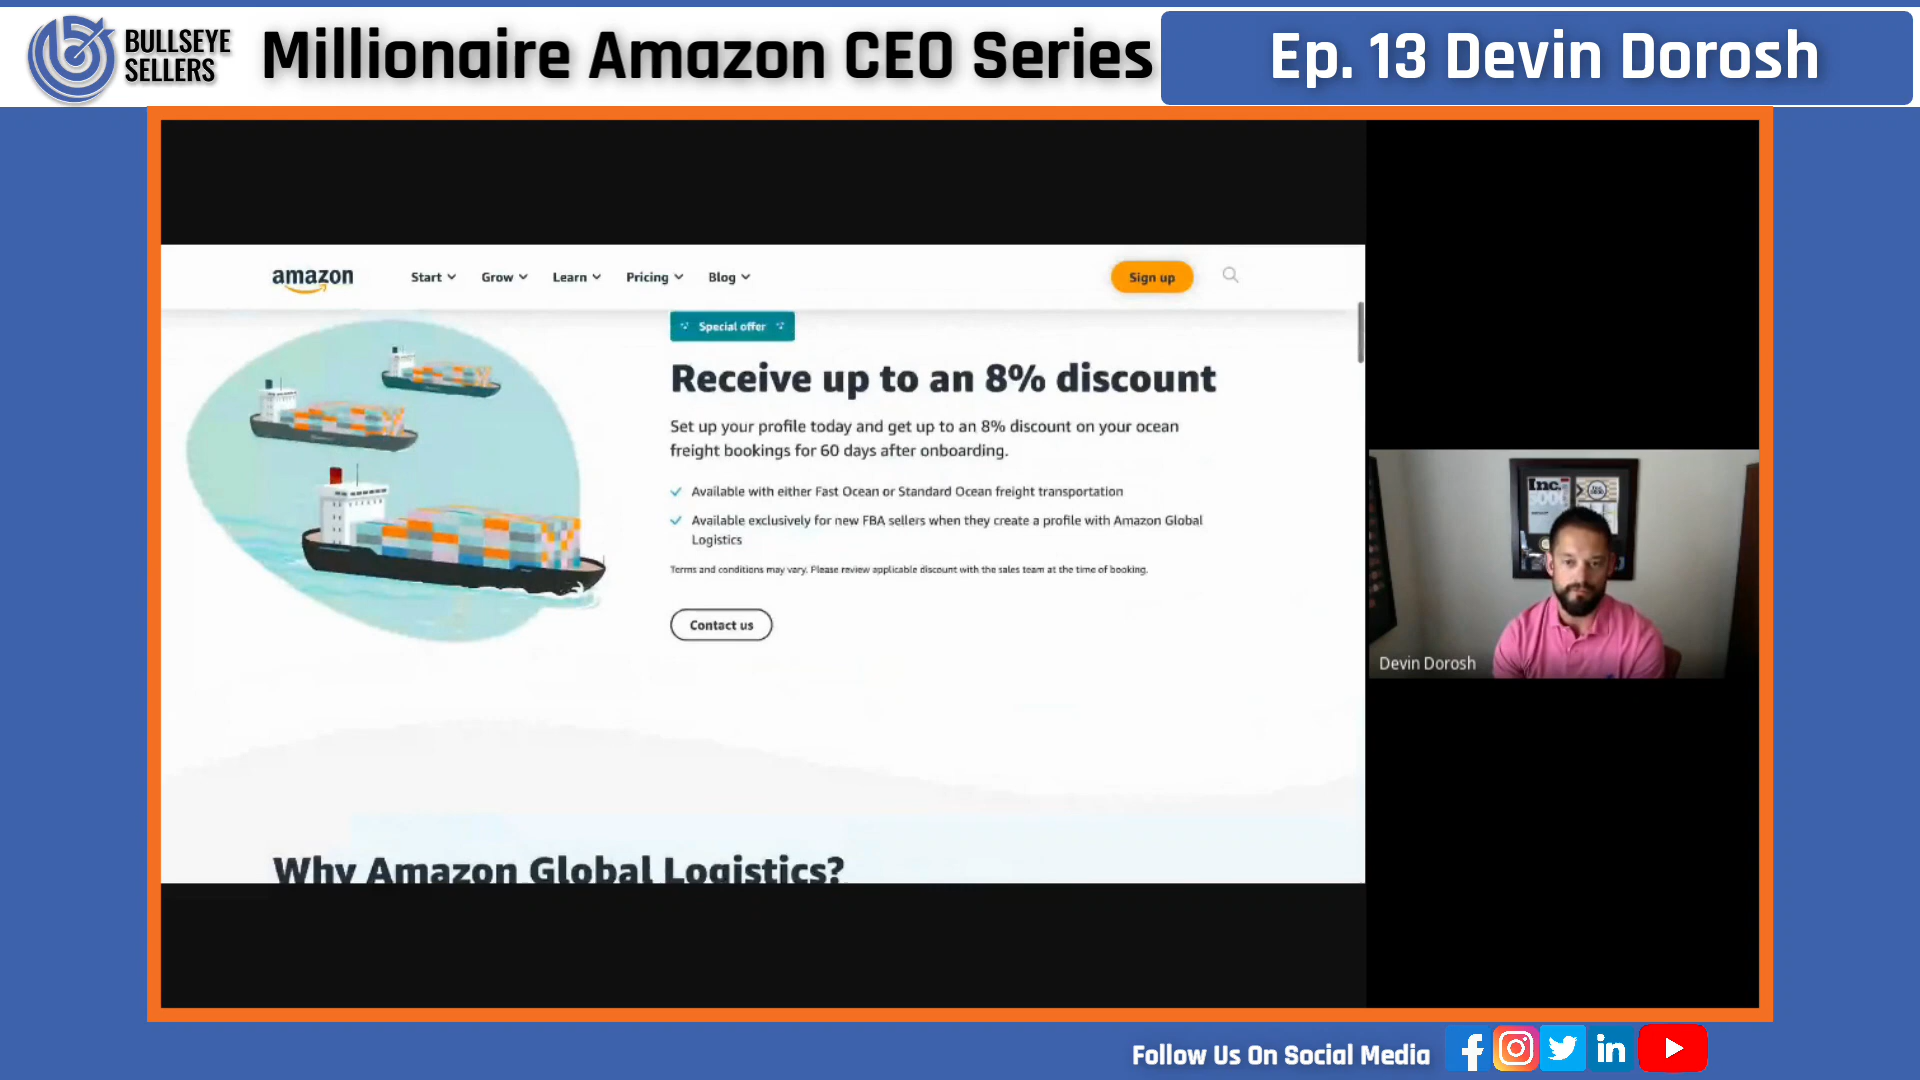 BULLSEYE
SELLERS
Millionaire Amazon CEO Series
Ep. 13 Devin Dorosh
amazon
Start
Grow
Learn
Pricing
Blog
Sign up
Special offer
Receive up to an 8% discount
Set up your profile today and get up to an 8% discount on your ocean
freight bookings for 60 days after onboarding.
Available with either Fast Ocean or Standard Ocean freight transportation
Available exclusively for new FBA sellers when they create a profile with Amazon Global
Logistics
Terms and conditions may vary. Please review applicable discount with the sales team at the time of booking.
Contact us
Why Amazon Global Logistics?
Inc.
Devin Dorosh
Follow Us On Social Media